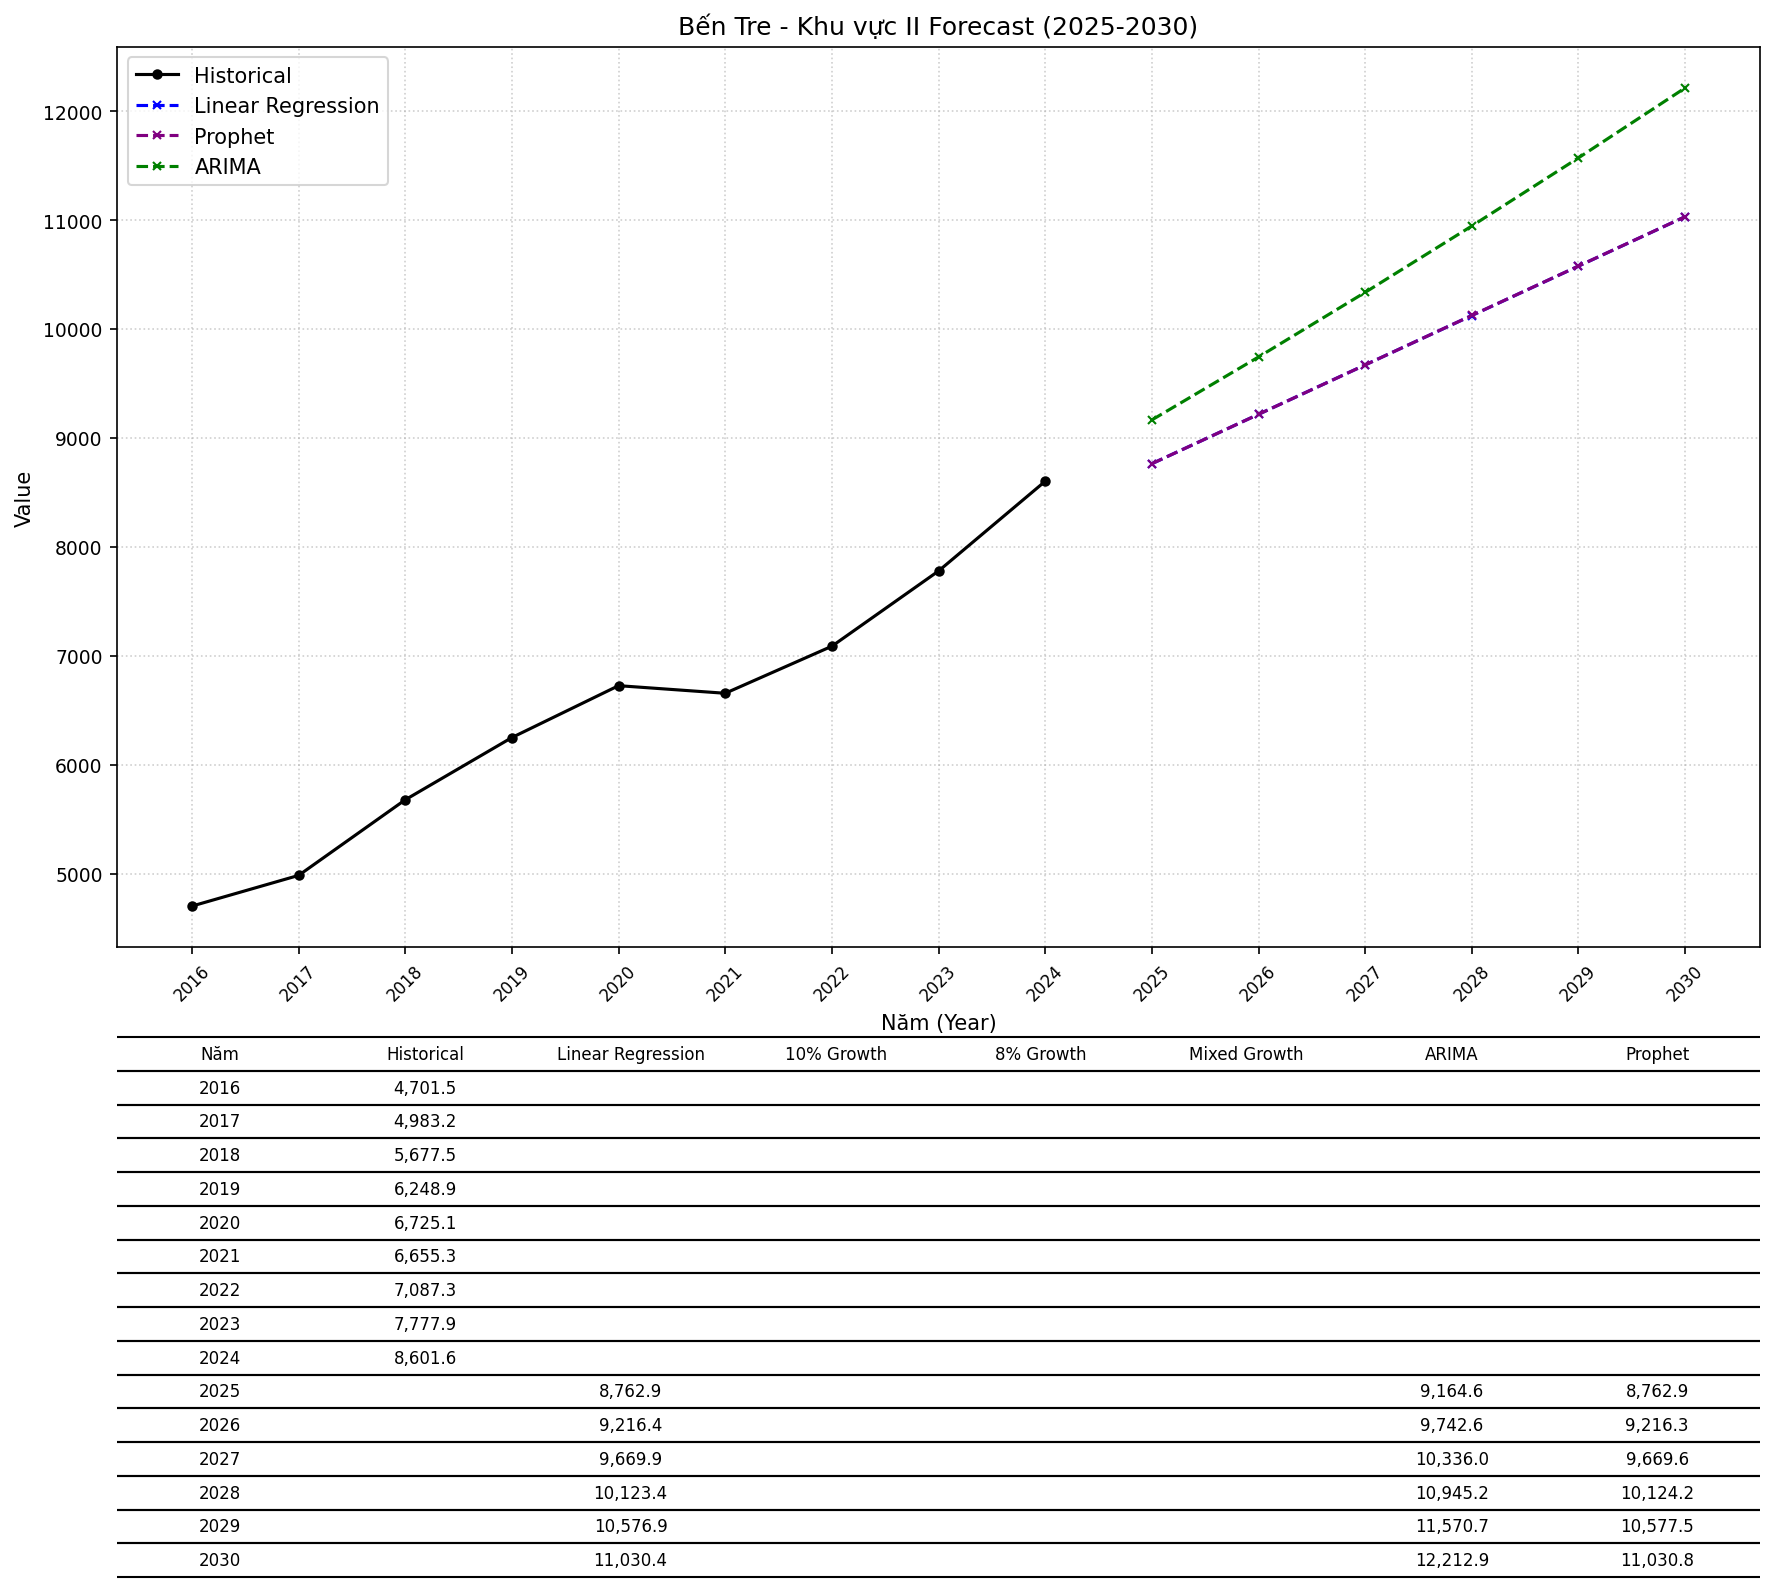 Bến Tre - Khu vực II Forecast (2025-2030)
Historical
Linear Regression
Prophet
ARIMA
Value
12000
11000
10000
9000
8000
7000
6000
5000
2016 2017 2018 2019 2020 2021 2022 2023 2024 2025 2026 2027 2028 2029 2030
Năm (Year)
Năm Historical Linear Regression 10% Growth 8% Growth Mixed Growth ARIMA Prophet
2016 4,701.5
2017 4,983.2
2018 5,677.5
2019 6,248.9
2020 6,725.1
2021 6,655.3
2022 7,087.3
2023 7,777.9
2024 8,601.6
2025 8,762.9 9,164.6 8,762.9
2026 9,216.4 9,742.6 9,216.3
2027 9,669.9 10,336.0 9,669.6
2028 10,123.4 10,945.2 10,124.2
2029 10,576.9 11,570.7 10,577.5
2030 11,030.4 12,212.9 11,030.8